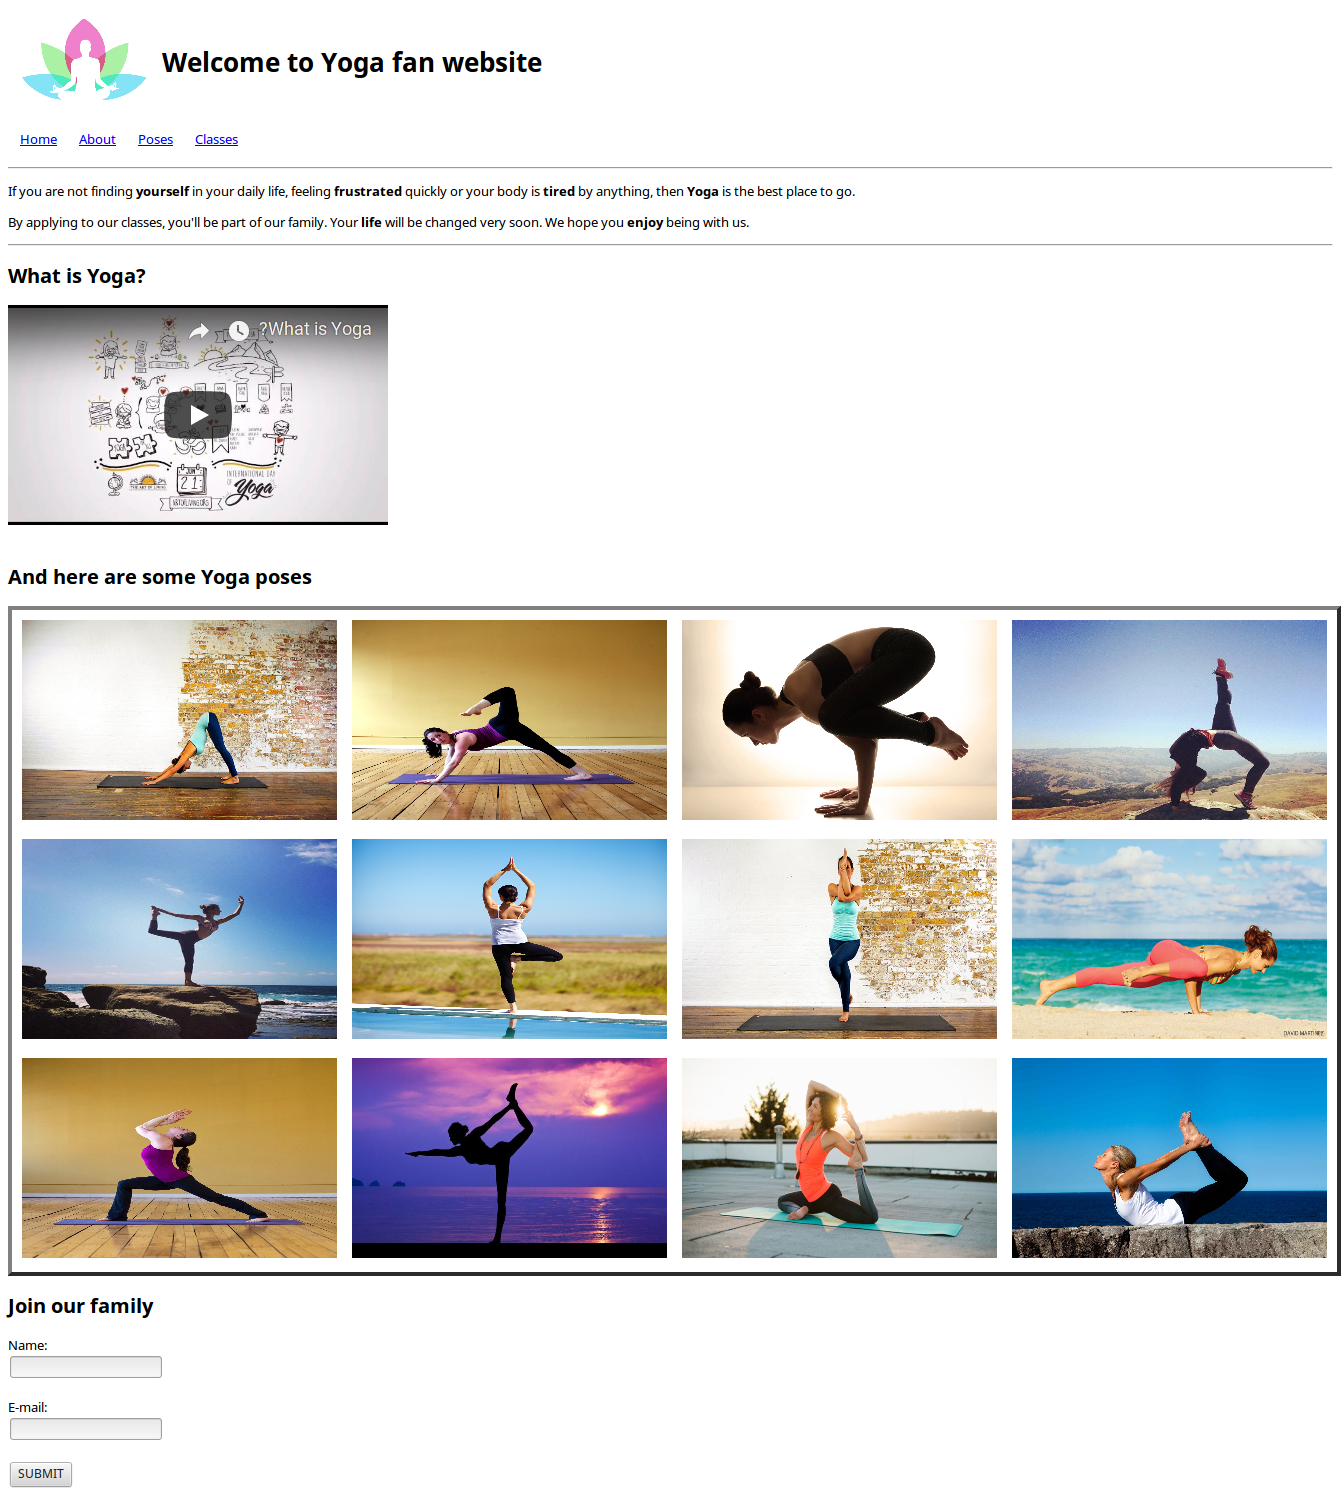 Welcome to Yoga fan website
Home About Poses Classes
If you are not finding yourself in your daily life, feeling frustrated quickly or your body is tired by anything, then Yoga is the best place to go.
By applying to our classes, you'll be part of our family. Your life will be changed very soon. We hope you enjoy being with us.
What is Yoga?
?What is Yoga
JUN
21
INTERNATIONAL DAY
OF Yoga
And here are some Yoga poses
DAVID MARTINEZ
Join our family
Name:
E-mail:
SUBMIT